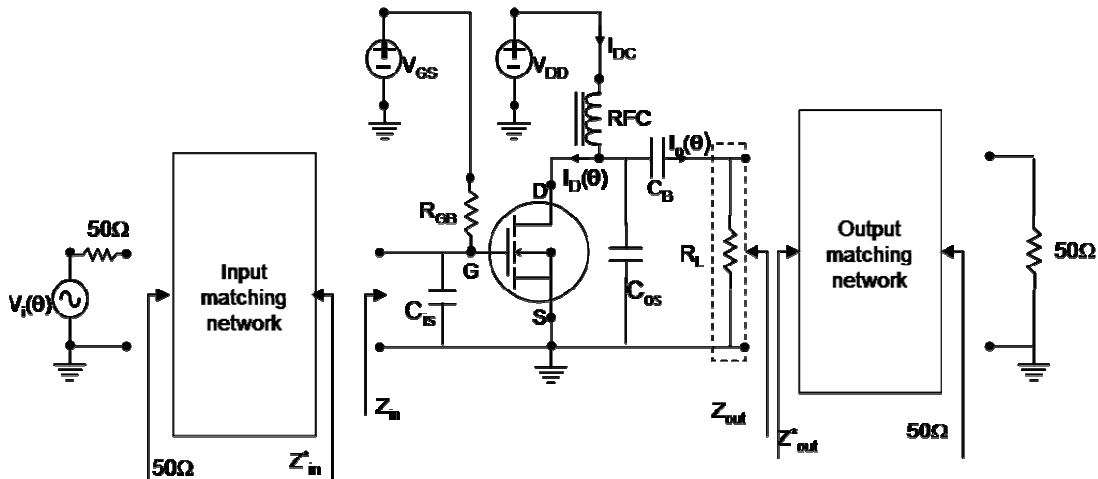 V_GS
V_DD
I_DC
RFC
I_o(θ)
I_D(θ)
C_B
D
R_GB
G
S
C_is
C_os
R_L
50Ω
V_i(θ)
Input
matching
network
Output
matching
network
50Ω
Z_in
Z_out
Z*_out
50Ω
50Ω
Z*_in